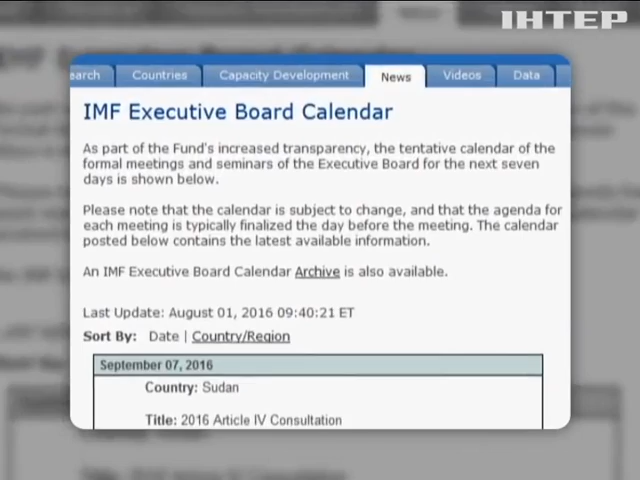 ІНТЕР
earch Countries Capacity Development News Videos Data
IMF Executive Board Calendar
As part of the Fund's increased transparency, the tentative calendar of the
formal meetings and seminars of the Executive Board for the next seven
days is shown below.
Please note that the calendar is subject to change, and that the agenda for
each meeting is typically finalized the day before the meeting. The calendar
posted below contains the latest available information.
An IMF Executive Board Calendar Archive is also available.
Last Update: August 01, 2016 09:40:21 ET
Sort By: Date | Country/Region
September 07, 2016
Country: Sudan
Title: 2016 Article IV Consultation